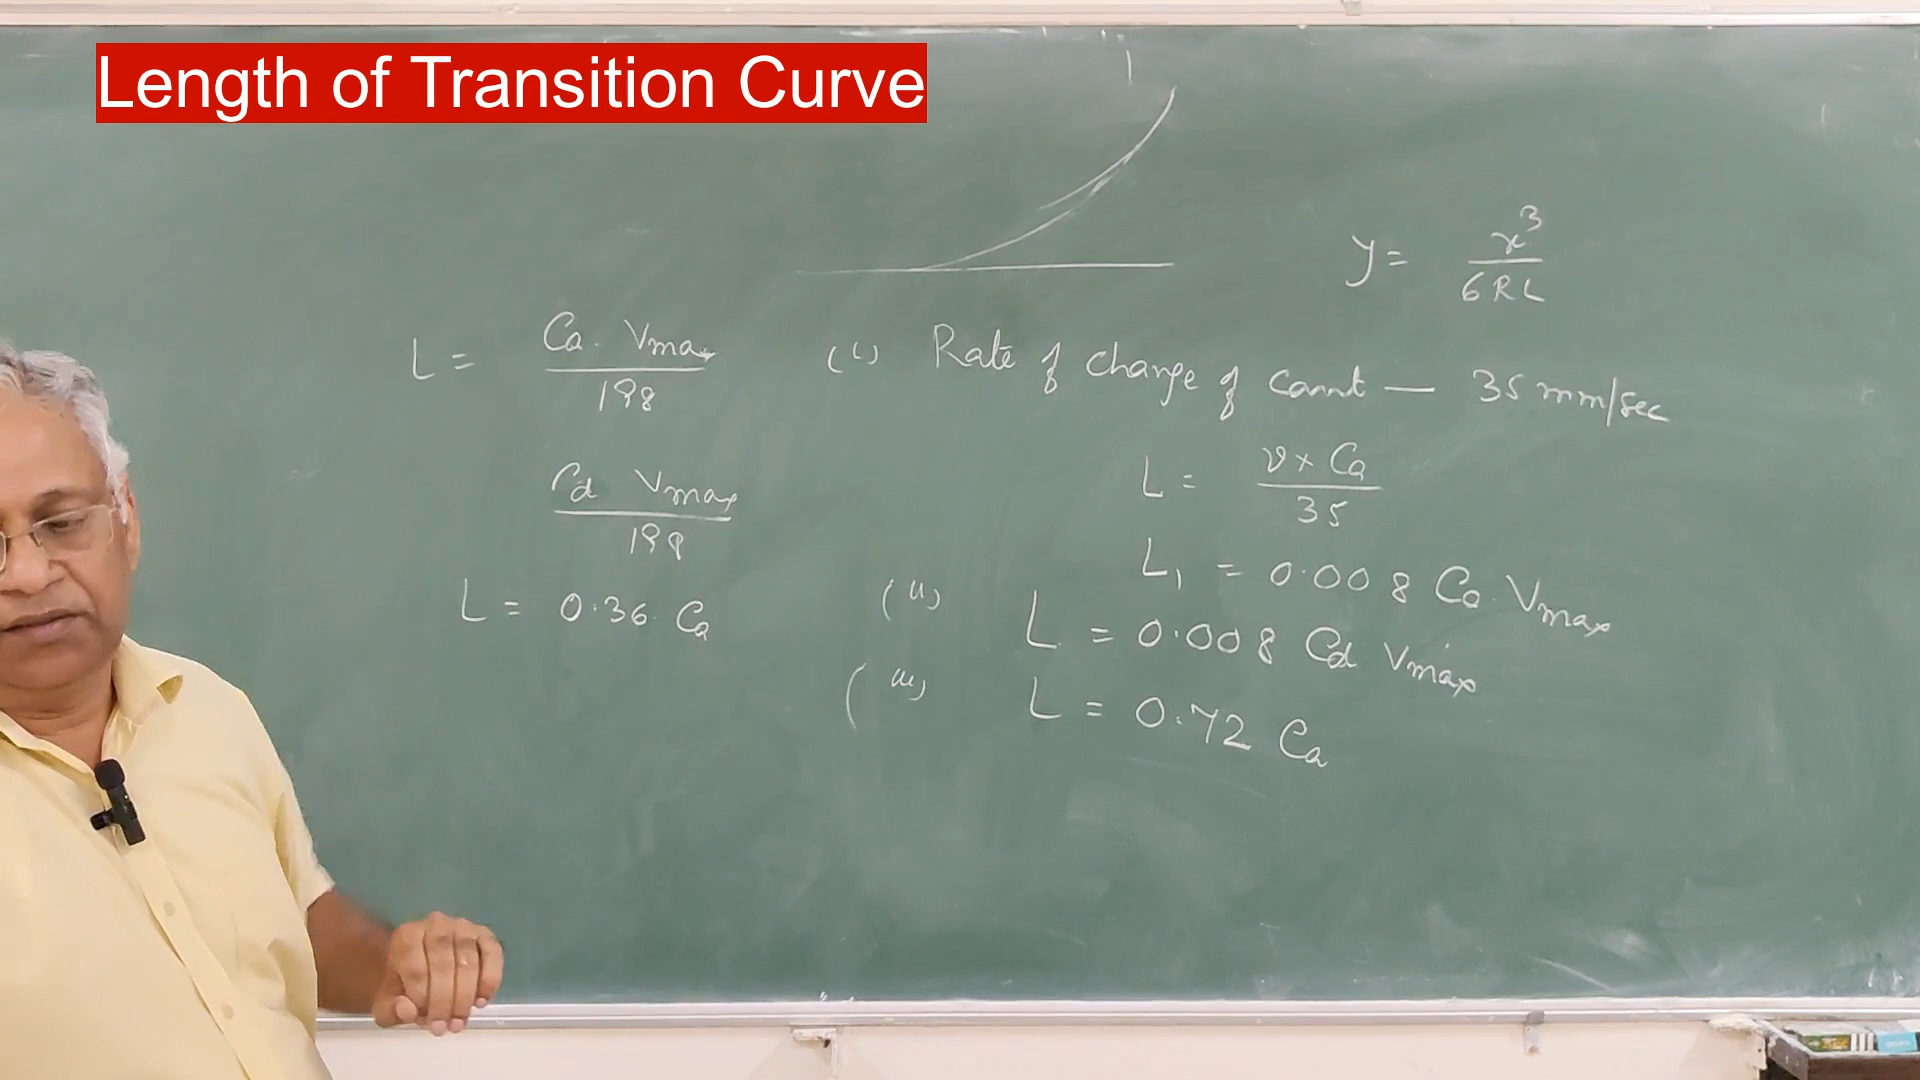 Length of Transition Curve
y = x³ / 6RL
L = Ca. Vmax / 198
(i) Rate of change of cant — 35 mm/sec
L = v × Ca / 35
Cd Vmax / 198
L₁ = 0.008 Ca. Vmax
L = 0.36 Ca
(ii) L = 0.008 Cd Vmax
(iii) L = 0.72 Ca